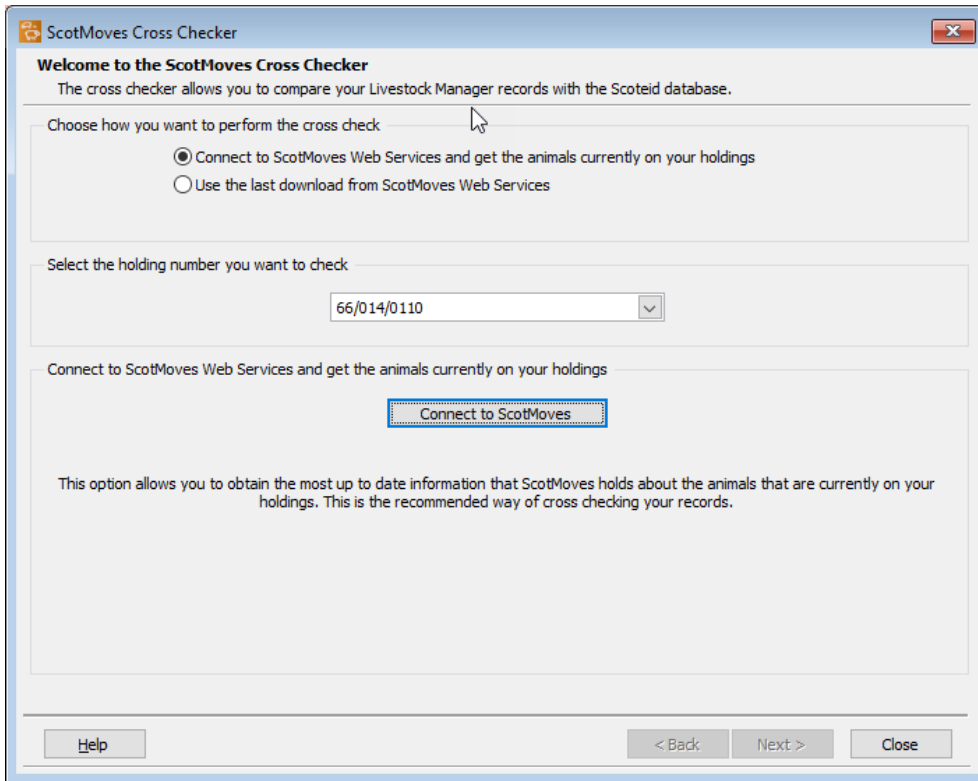 ScotMoves Cross Checker
Welcome to the ScotMoves Cross Checker
The cross checker allows you to compare your Livestock Manager records with the Scoteid database.
Choose how you want to perform the cross check
Connect to ScotMoves Web Services and get the animals currently on your holdings
Use the last download from ScotMoves Web Services
Select the holding number you want to check
66/014/0110
Connect to ScotMoves Web Services and get the animals currently on your holdings
Connect to ScotMoves
This option allows you to obtain the most up to date information that ScotMoves holds about the animals that are currently on your
holdings. This is the recommended way of cross checking your records.
Help < Back Next > Close